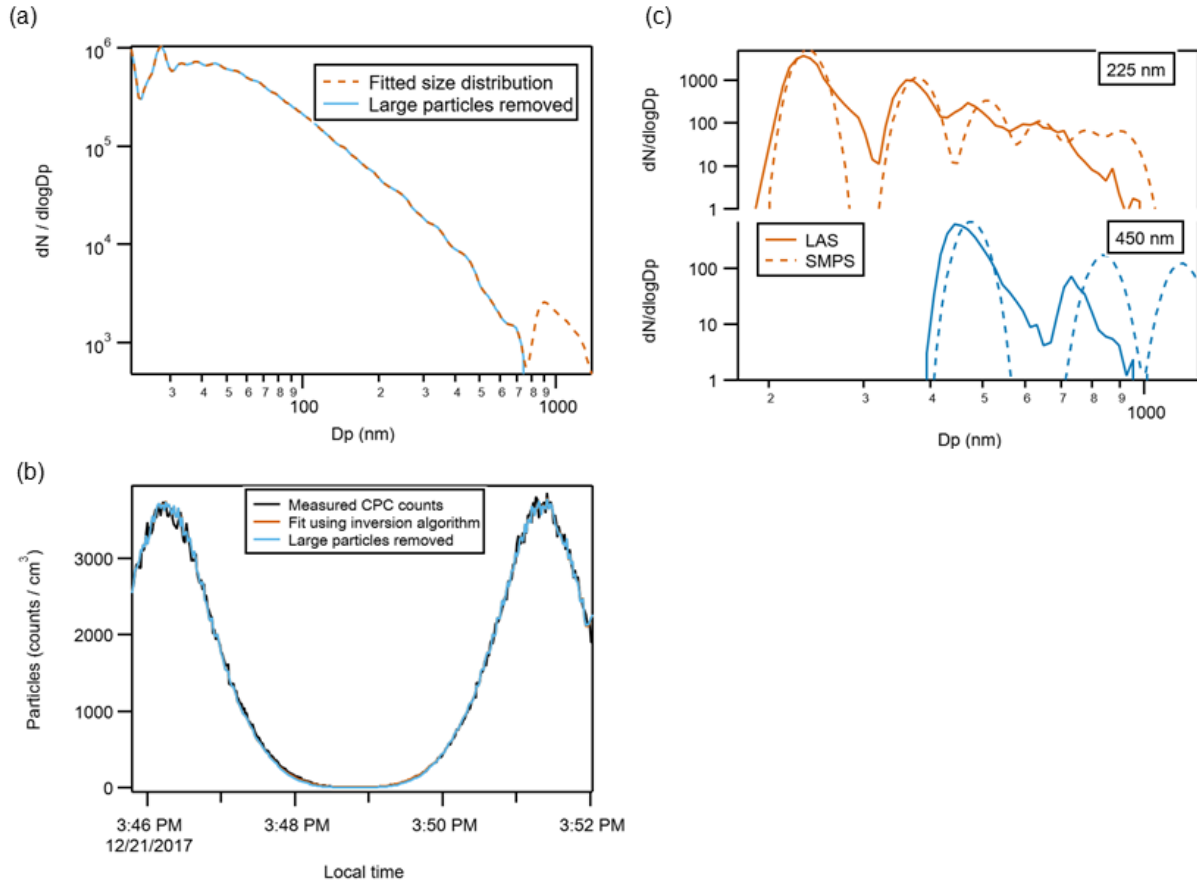 (a)
10^6
10^5
10^4
10^3
dN / dlogDp
Fitted size distribution
Large particles removed
3 4 5 6 7 8 9 100 2 3 4 5 6 7 8 9 1000
Dp (nm)
(b)
3000
2000
1000
0
Particles (counts / cm^3)
Measured CPC counts
Fit using inversion algorithm
Large particles removed
3:46 PM 3:48 PM 3:50 PM 3:52 PM
12/21/2017
Local time
(c)
1000
100
10
1
dN/dlogDp
225 nm
100
10
1
dN/dlogDp
LAS
SMPS
450 nm
2 3 4 5 6 7 8 9 1000
Dp (nm)